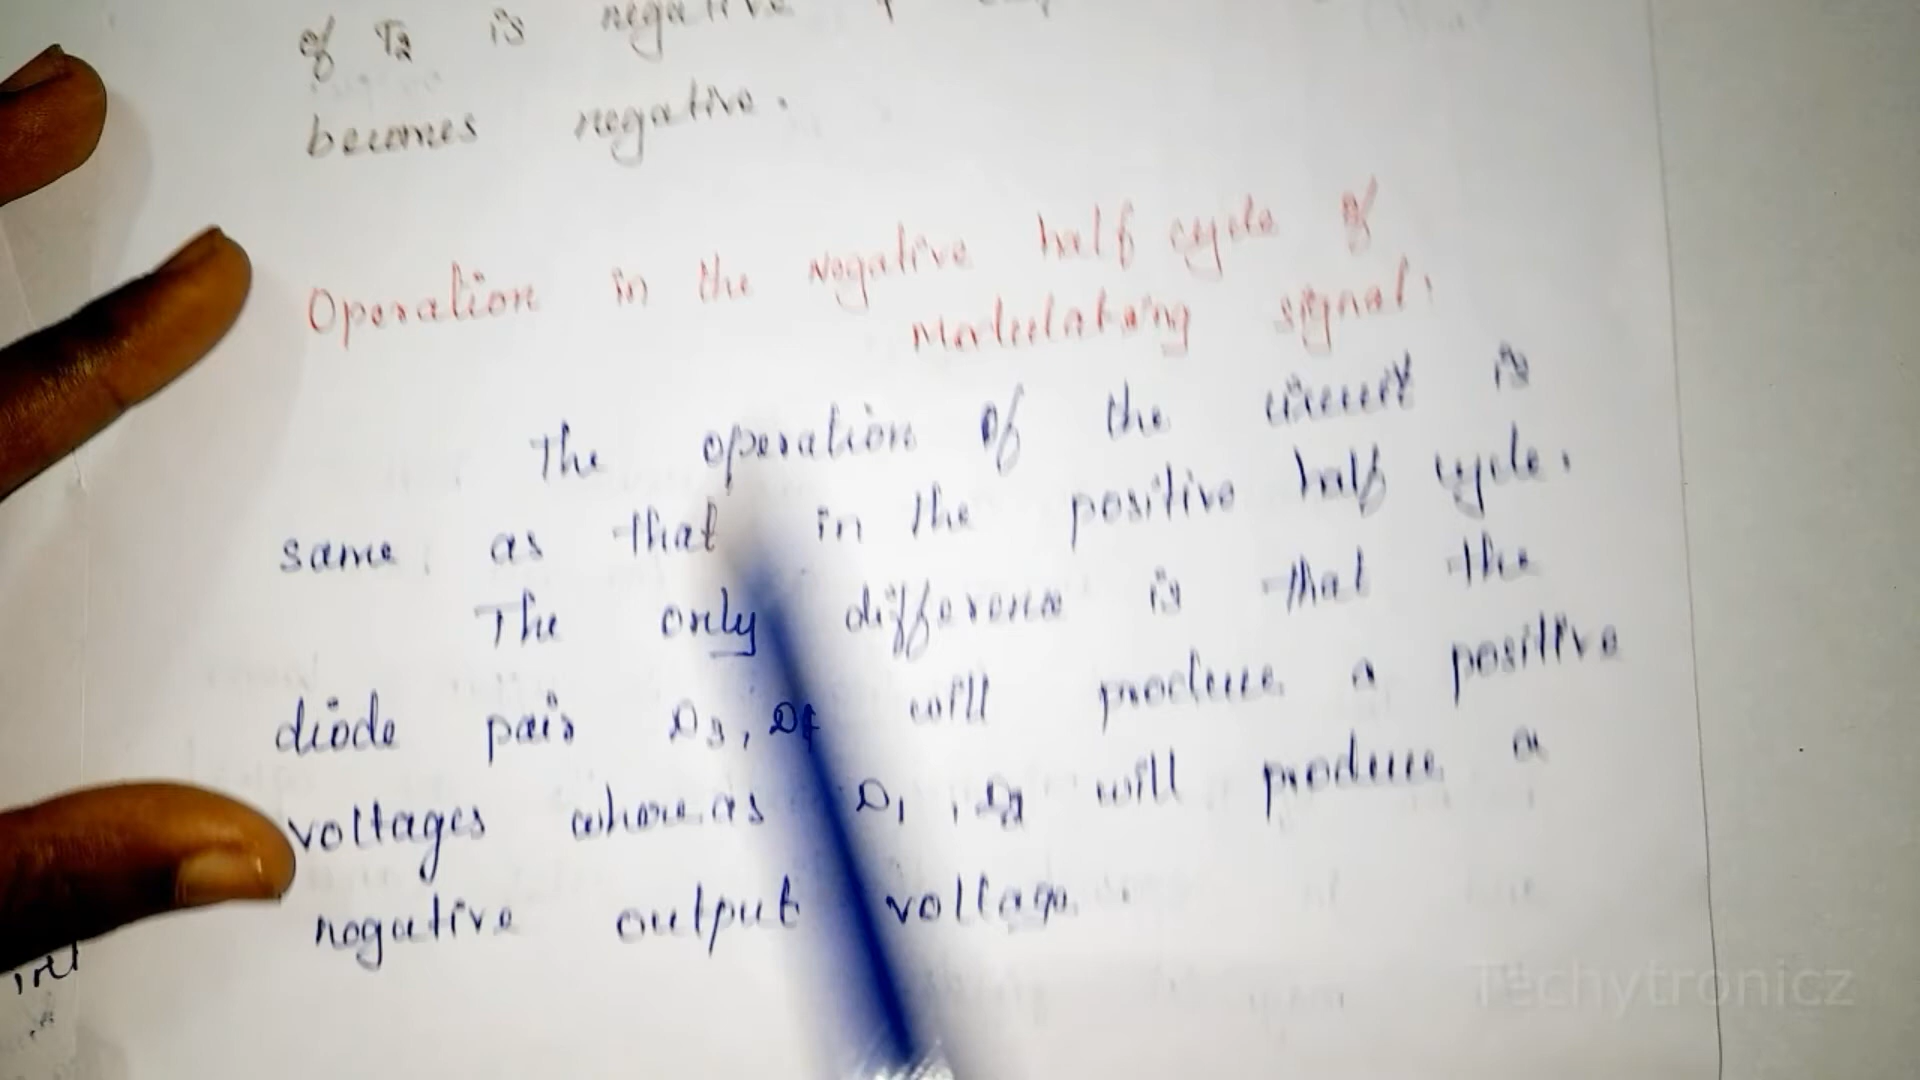 of T2 is negative
becomes negative.
Operation in the Negative half cycle of
Modulating signal.
The operation of the circuit is
same as that in the positive half cycle.
The only difference is that the
diode pair D3, D4 will produce a positive
voltages whereas D1, D2 will produce a
negative output voltage.
Techytronicz